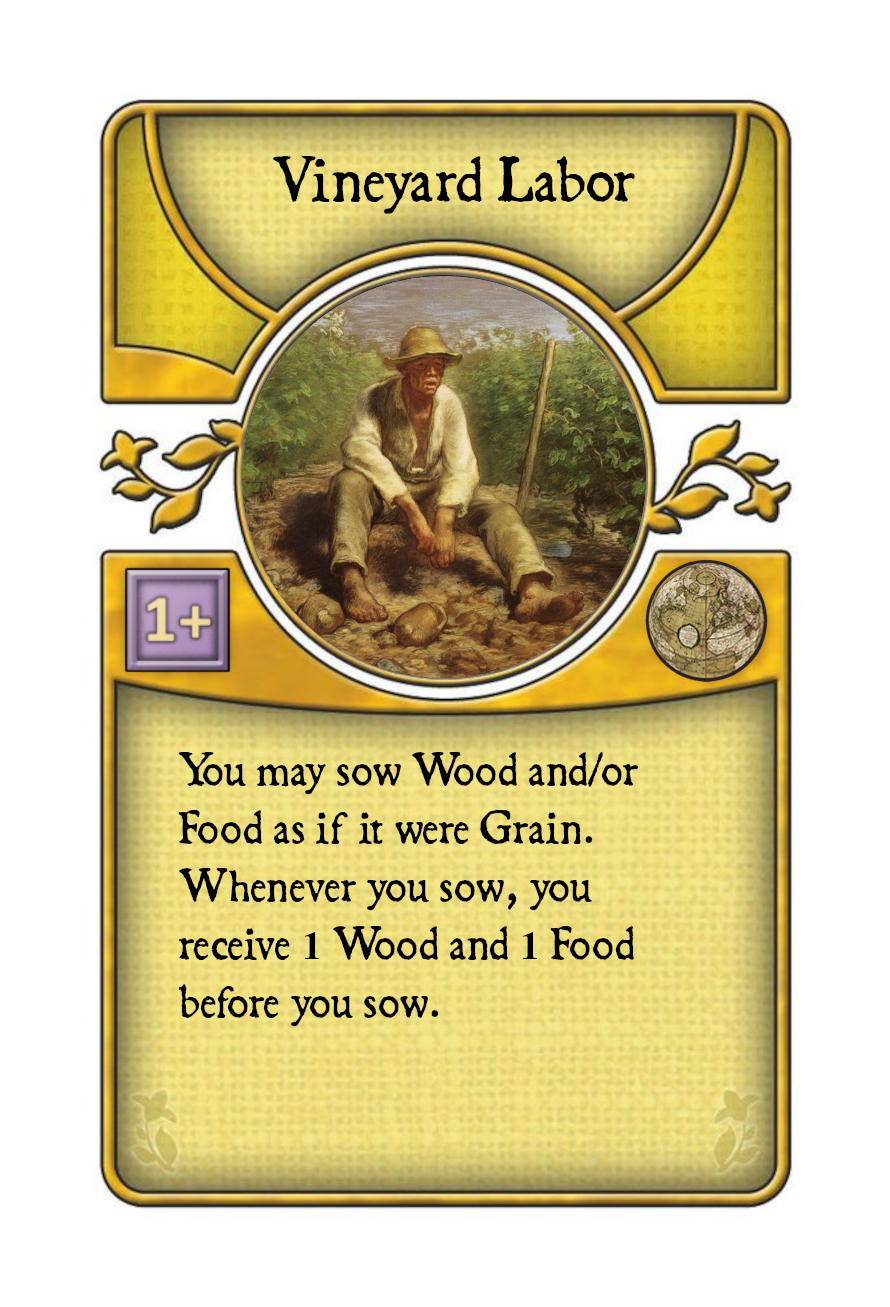 Vineyard Labor
1+
You may sow Wood and/or
Food as if it were Grain.
Whenever you sow, you
receive 1 Wood and 1 Food
before you sow.